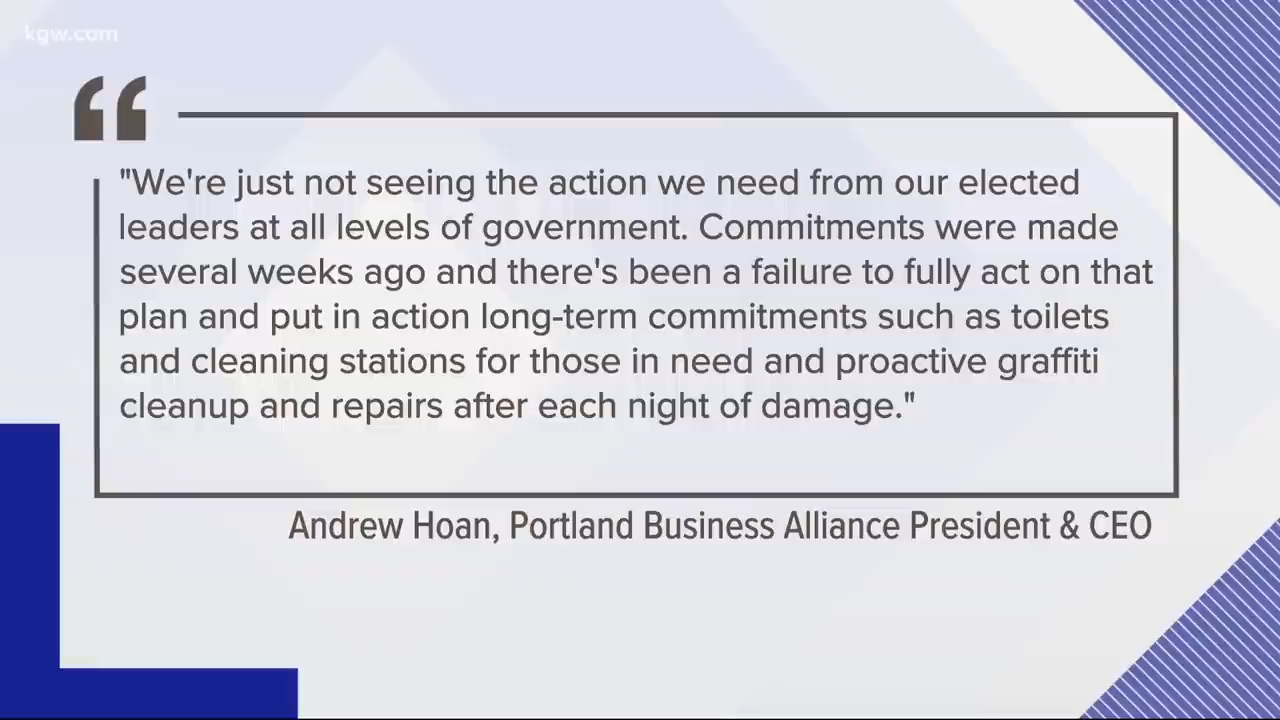 kgw.com
"We're just not seeing the action we need from our elected
leaders at all levels of government. Commitments were made
several weeks ago and there's been a failure to fully act on that
plan and put in action long-term commitments such as toilets
and cleaning stations for those in need and proactive graffiti
cleanup and repairs after each night of damage."
Andrew Hoan, Portland Business Alliance President & CEO